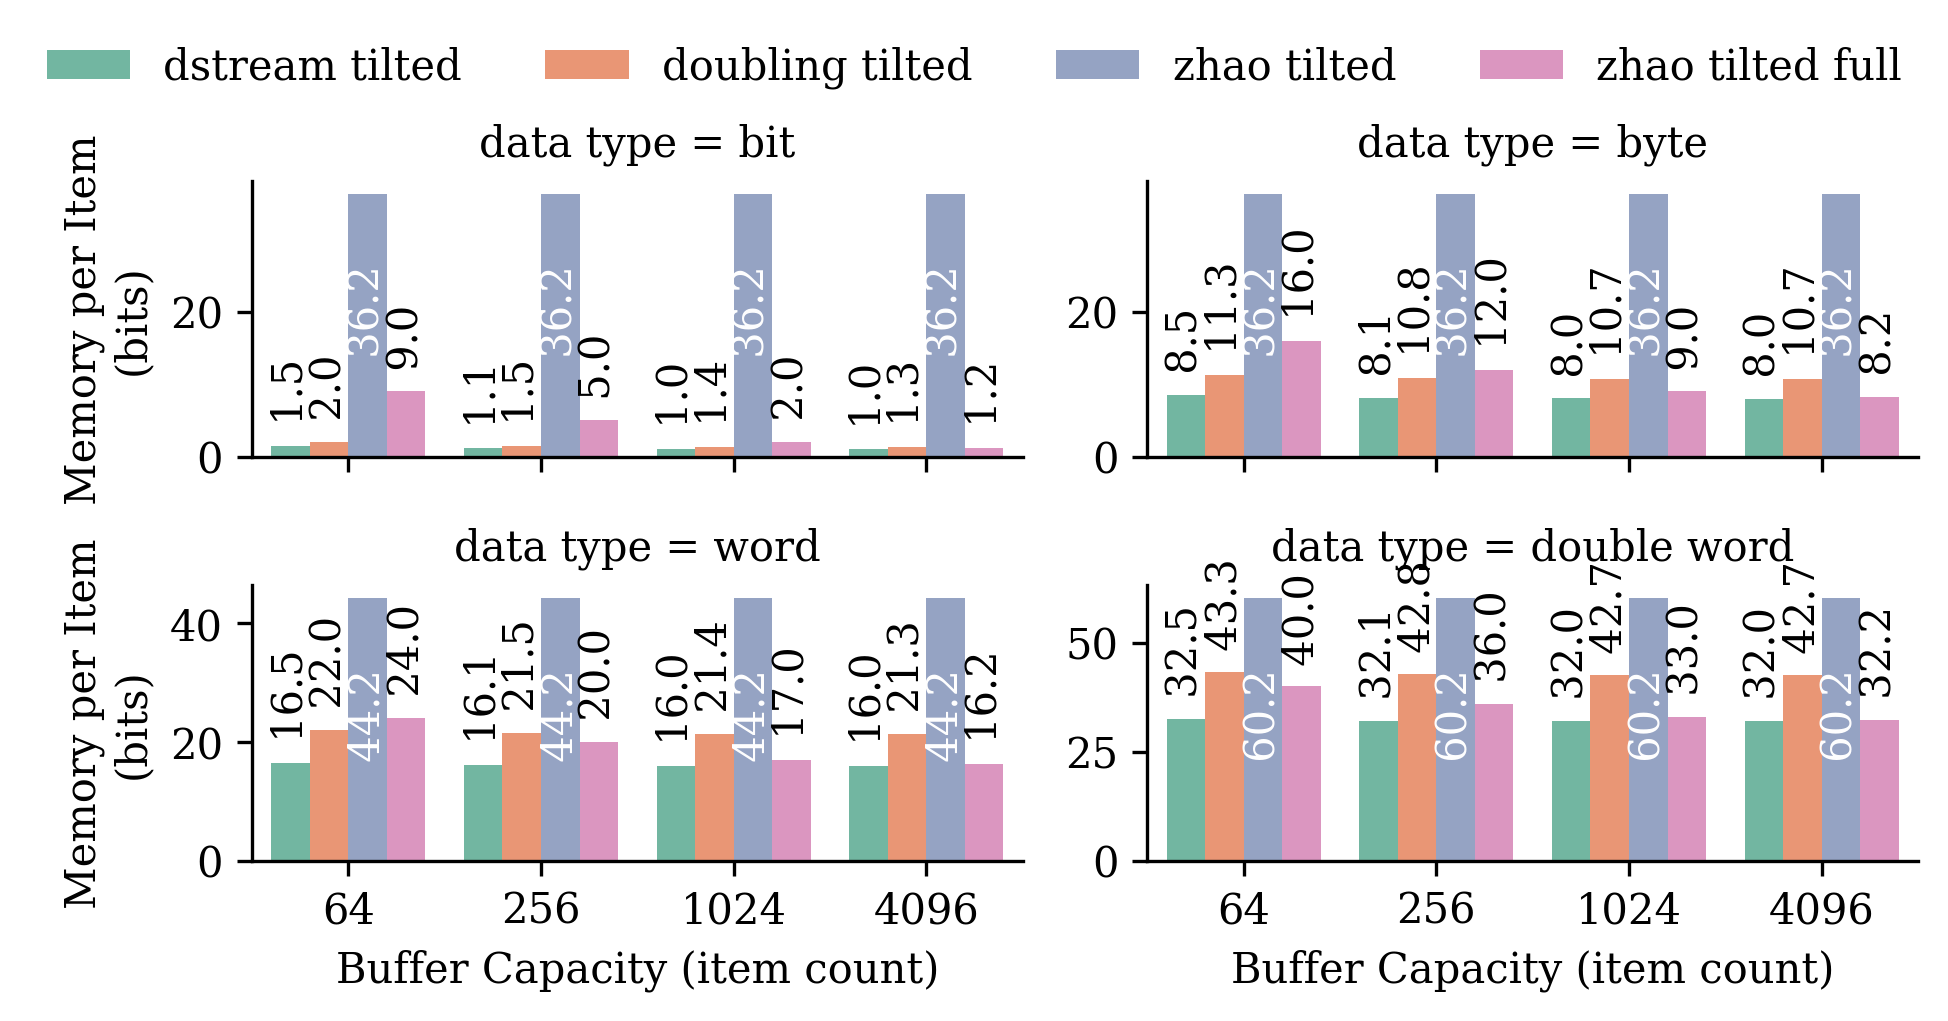 dstream tilted doubling tilted zhao tilted zhao tilted full
data type = bit
Memory per Item
(bits)
20
0
1.5 2.0 36.2 9.0
1.1 1.5 36.2 5.0
1.0 1.4 36.2 2.0
1.0 1.3 36.2 1.2
data type = byte
20
0
8.5 11.3 36.2 16.0
8.1 10.8 36.2 12.0
8.0 10.7 36.2 9.0
8.0 10.7 36.2 8.2
data type = word
Memory per Item
(bits)
40
20
0
16.5 22.0 44.2 24.0
16.1 21.5 44.2 20.0
16.0 21.4 44.2 17.0
16.0 21.3 44.2 16.2
64 256 1024 4096
Buffer Capacity (item count)
data type = double word
50
25
0
32.5 43.3 60.2 40.0
32.1 42.8 60.2 36.0
32.0 42.7 60.2 33.0
32.0 42.7 60.2 32.2
64 256 1024 4096
Buffer Capacity (item count)